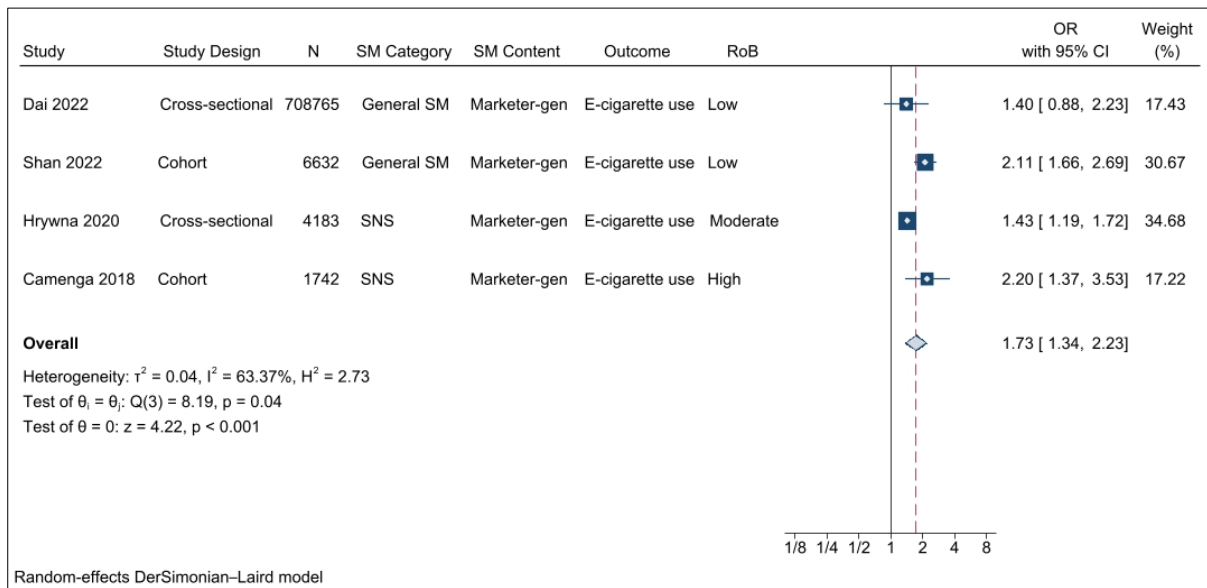 Study Study Design N SM Category SM Content Outcome RoB OR with 95% CI Weight (%)
Dai 2022 Cross-sectional 708765 General SM Marketer-gen E-cigarette use Low 1.40 [ 0.88, 2.23] 17.43
Shan 2022 Cohort 6632 General SM Marketer-gen E-cigarette use Low 2.11 [ 1.66, 2.69] 30.67
Hrywna 2020 Cross-sectional 4183 SNS Marketer-gen E-cigarette use Moderate 1.43 [ 1.19, 1.72] 34.68
Camenga 2018 Cohort 1742 SNS Marketer-gen E-cigarette use High 2.20 [ 1.37, 3.53] 17.22
Overall 1.73 [ 1.34, 2.23]
Heterogeneity: τ² = 0.04, I² = 63.37%, H² = 2.73
Test of θᵢ = θⱼ: Q(3) = 8.19, p = 0.04
Test of θ = 0: z = 4.22, p < 0.001
1/8 1/4 1/2 1 2 4 8
Random-effects DerSimonian–Laird model